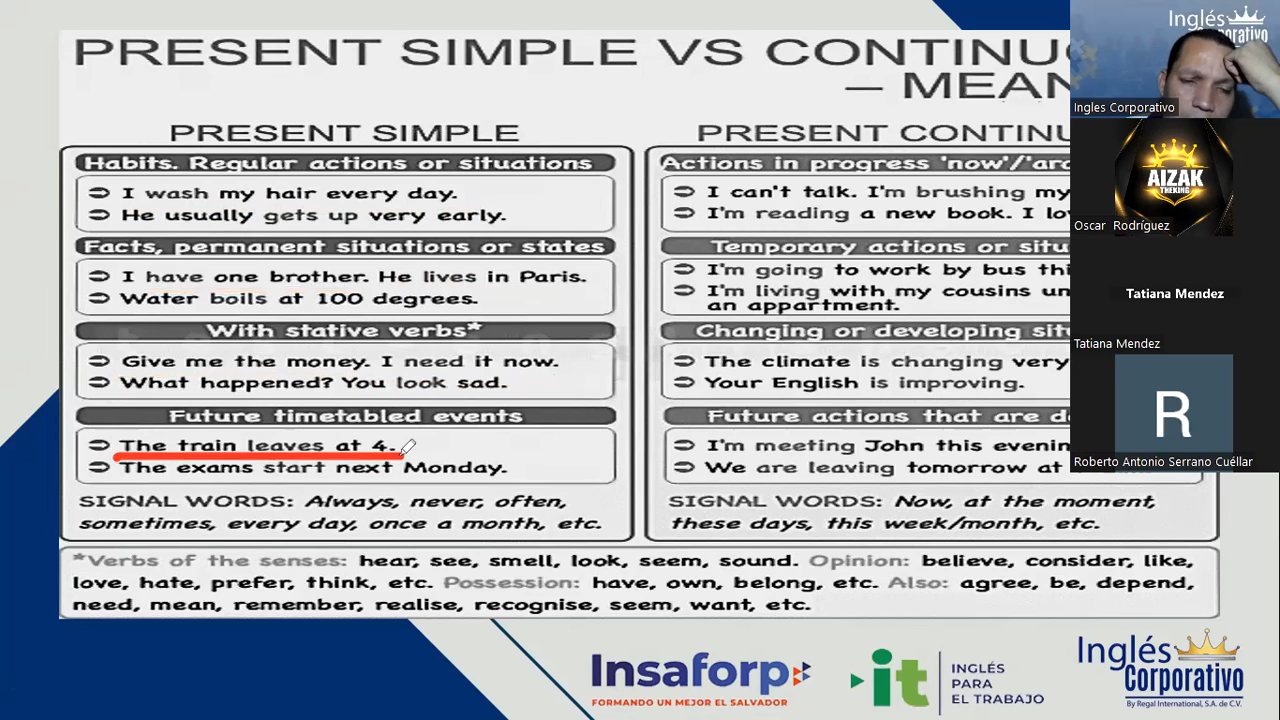 PRESENT SIMPLE VS CONTINU
– MEAN
PRESENT SIMPLE
Habits. Regular actions or situations
I wash my hair every day.
He usually gets up very early.
Facts, permanent situations or states
I have one brother. He lives in Paris.
Water boils at 100 degrees.
With stative verbs*
Give me the money. I need it now.
What happened? You look sad.
Future timetabled events
The train leaves at 4.
The exams start next Monday.
SIGNAL WORDS: Always, never, often,
sometimes, every day, once a month, etc.
PRESENT CONTINU
Actions in progress 'now'/'aro
I can't talk. I'm brushing my
I'm reading a new book. I lo
Temporary actions or situ
I'm going to work by bus thi
I'm living with my cousins un
an appartment.
Changing or developing sit
The climate is changing very
Your English is improving.
Future actions that are d
I'm meeting John this evenin
We are leaving tomorrow at
SIGNAL WORDS: Now, at the moment,
these days, this week/month, etc.
*Verbs of the senses: hear, see, smell, look, seem, sound. Opinion: believe, consider, like,
love, hate, prefer, think, etc. Possession: have, own, belong, etc. Also: agree, be, depend,
need, mean, remember, realise, recognise, seem, want, etc.
Inglés
Corporativo
Ingles Corporativo
AIZAK
THEKING
Oscar Rodríguez
Tatiana Mendez
Tatiana Mendez
R
Roberto Antonio Serrano Cuéllar
Insaforp
FORMANDO UN MEJOR EL SALVADOR
it
INGLÉS
PARA
EL TRABAJO
Inglés
Corporativo
By Regal International, S.A. de C.V.